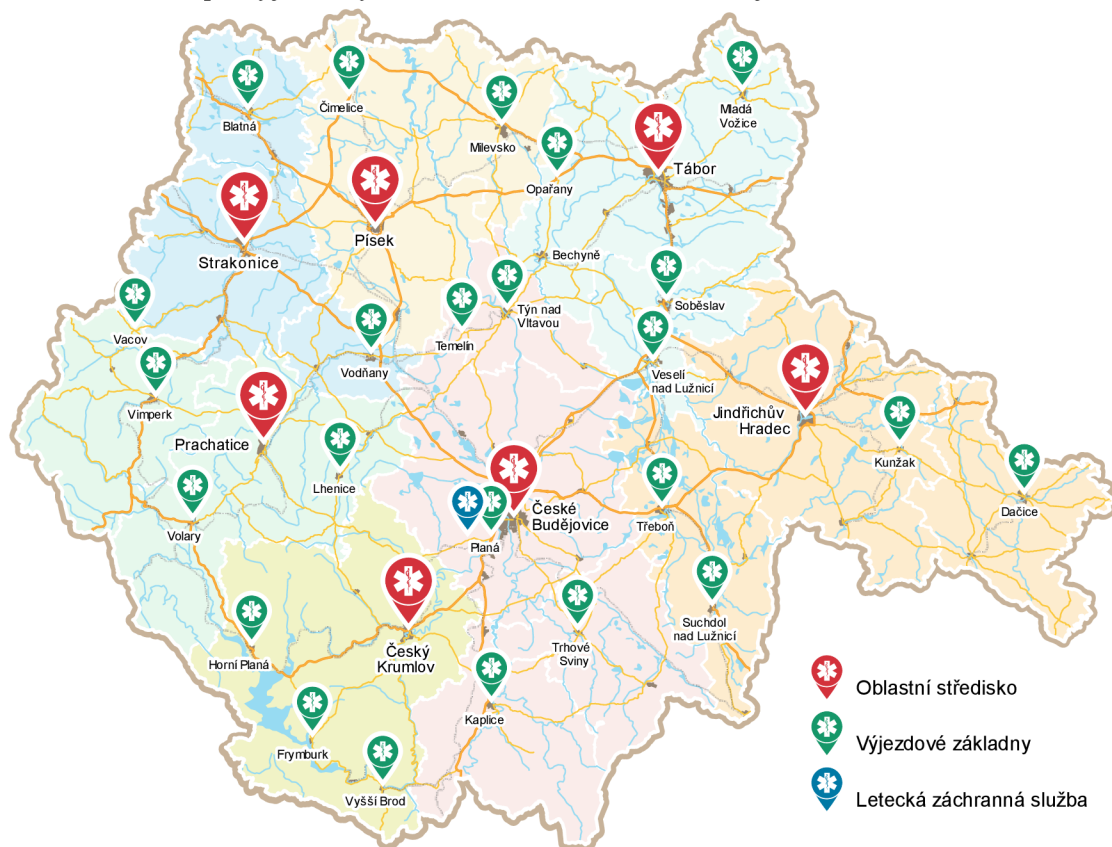 Mladá
Vožice
Čimelice
Blatná
Milevsko
Tábor
Opařany
Písek
Strakonice
Bechyně
Soběslav
Týn nad
Vltavou
Vacov
Temelín
Vodňany
Veselí
nad Lužnicí
Vimperk
Jindřichův
Hradec
Prachatice
Kunžak
Lhenice
Dačice
České
Budějovice
Třeboň
Volary
Planá
Suchdol
nad Lužnicí
Trhové
Sviny
Český
Krumlov
Horní Planá
Kaplice
Frymburk
Vyšší Brod
Oblastní středisko
Výjezdové základny
Letecká záchranná služba